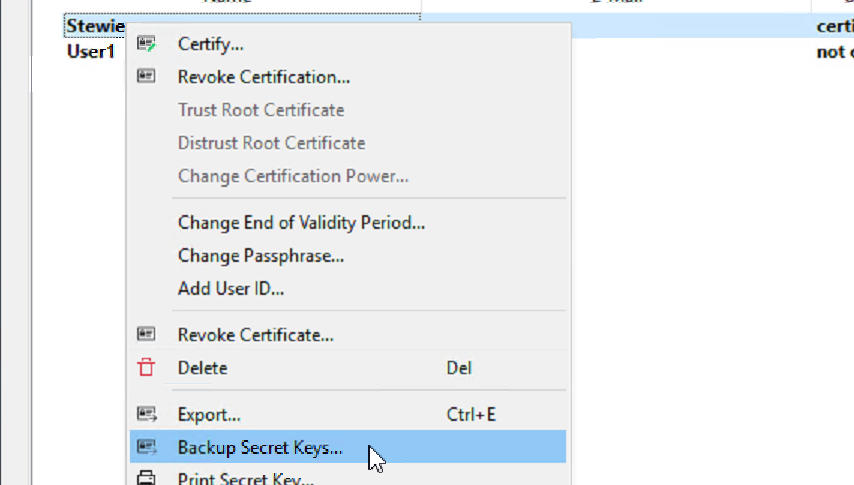 Name E-Mail
Stewie certi
User1 not c
Certify...
Revoke Certification...
Trust Root Certificate
Distrust Root Certificate
Change Certification Power...
Change End of Validity Period...
Change Passphrase...
Add User ID...
Revoke Certificate...
Delete Del
Export... Ctrl+E
Backup Secret Keys...
Print Secret Key...